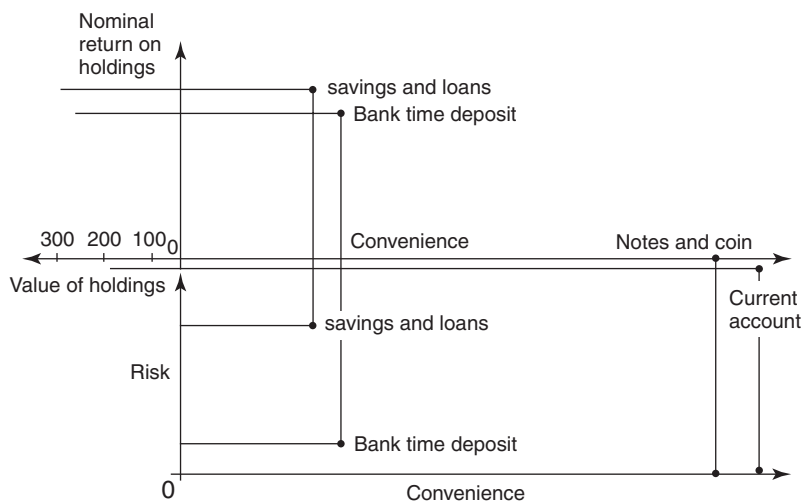 Nominal
return on
holdings
savings and loans
Bank time deposit
300 200 100 0
Convenience
Notes and coin
Value of holdings
Current
account
savings and loans
Risk
Bank time deposit
0
Convenience